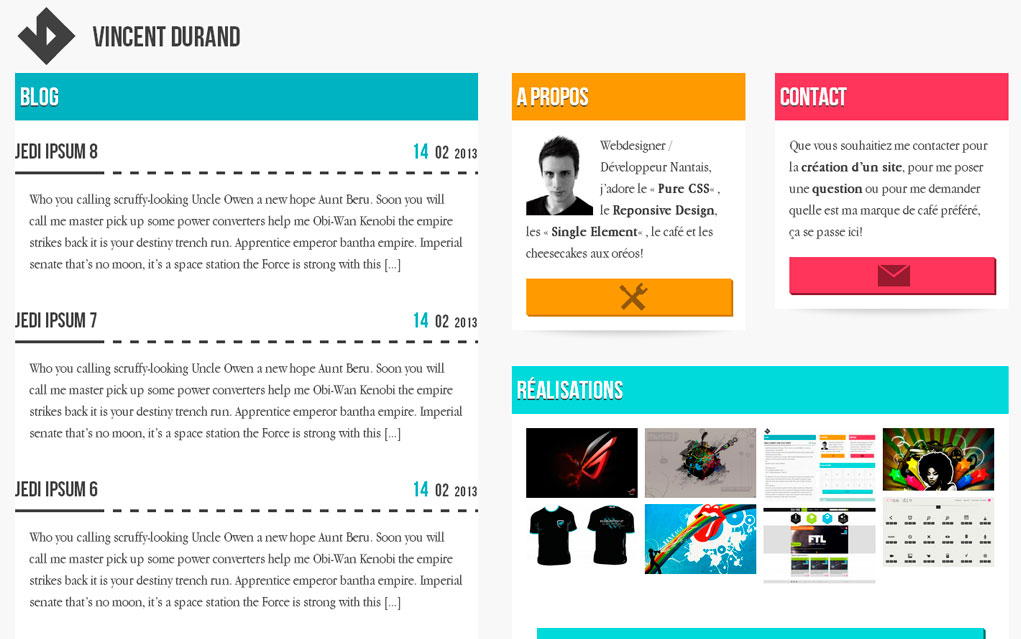 VINCENT DURAND
BLOG
JEDI IPSUM 8
14 02 2013
Who you calling scruffy-looking Uncle Owen a new hope Aunt Beru. Soon you will
call me master pick up some power converters help me Obi-Wan Kenobi the empire
strikes back it is your destiny trench run. Apprentice emperor bantha empire. Imperial
senate that's no moon, it's a space station the Force is strong with this [...]
JEDI IPSUM 7
14 02 2013
Who you calling scruffy-looking Uncle Owen a new hope Aunt Beru. Soon you will
call me master pick up some power converters help me Obi-Wan Kenobi the empire
strikes back it is your destiny trench run. Apprentice emperor bantha empire. Imperial
senate that's no moon, it's a space station the Force is strong with this [...]
JEDI IPSUM 6
14 02 2013
Who you calling scruffy-looking Uncle Owen a new hope Aunt Beru. Soon you will
call me master pick up some power converters help me Obi-Wan Kenobi the empire
strikes back it is your destiny trench run. Apprentice emperor bantha empire. Imperial
senate that's no moon, it's a space station the Force is strong with this [...]
A PROPOS
Webdesigner /
Développeur Nantais,
j'adore le « Pure CSS« ,
le Reponsive Design,
les « Single Element« , le café et les
cheesecakes aux oréos!
CONTACT
Que vous souhaitiez me contacter pour
la création d'un site, pour me poser
une question ou pour me demander
quelle est ma marque de café préféré,
ça se passe ici!
RÉALISATIONS
FTL